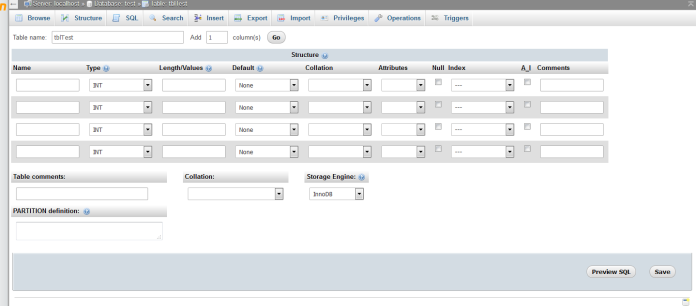 Server: localhost » Database: test » Table: tblTest
Browse Structure SQL Search Insert Export Import Privileges Operations Triggers
Table name: tblTest Add 1 column(s) Go
Structure
Name Type Length/Values Default Collation Attributes Null Index A_I Comments
INT None ---
INT None ---
INT None ---
INT None ---
Table comments: Collation: Storage Engine:
InnoDB
PARTITION definition:
Preview SQL Save